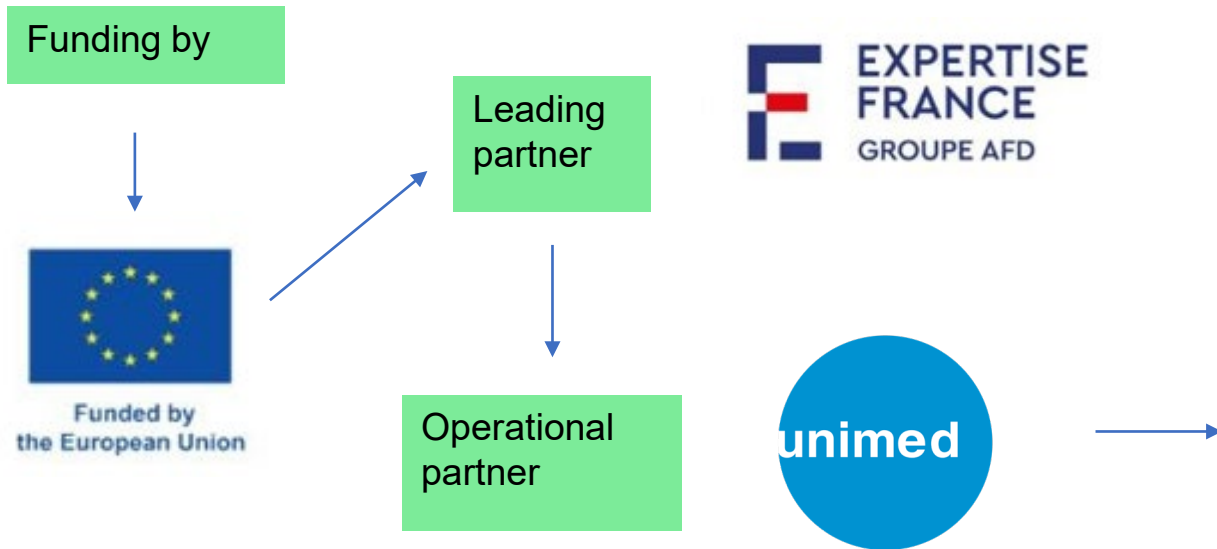 Funding by
Funded by
the European Union
Leading
partner
EXPERTISE
FRANCE
GROUPE AFD
Operational
partner
unimed